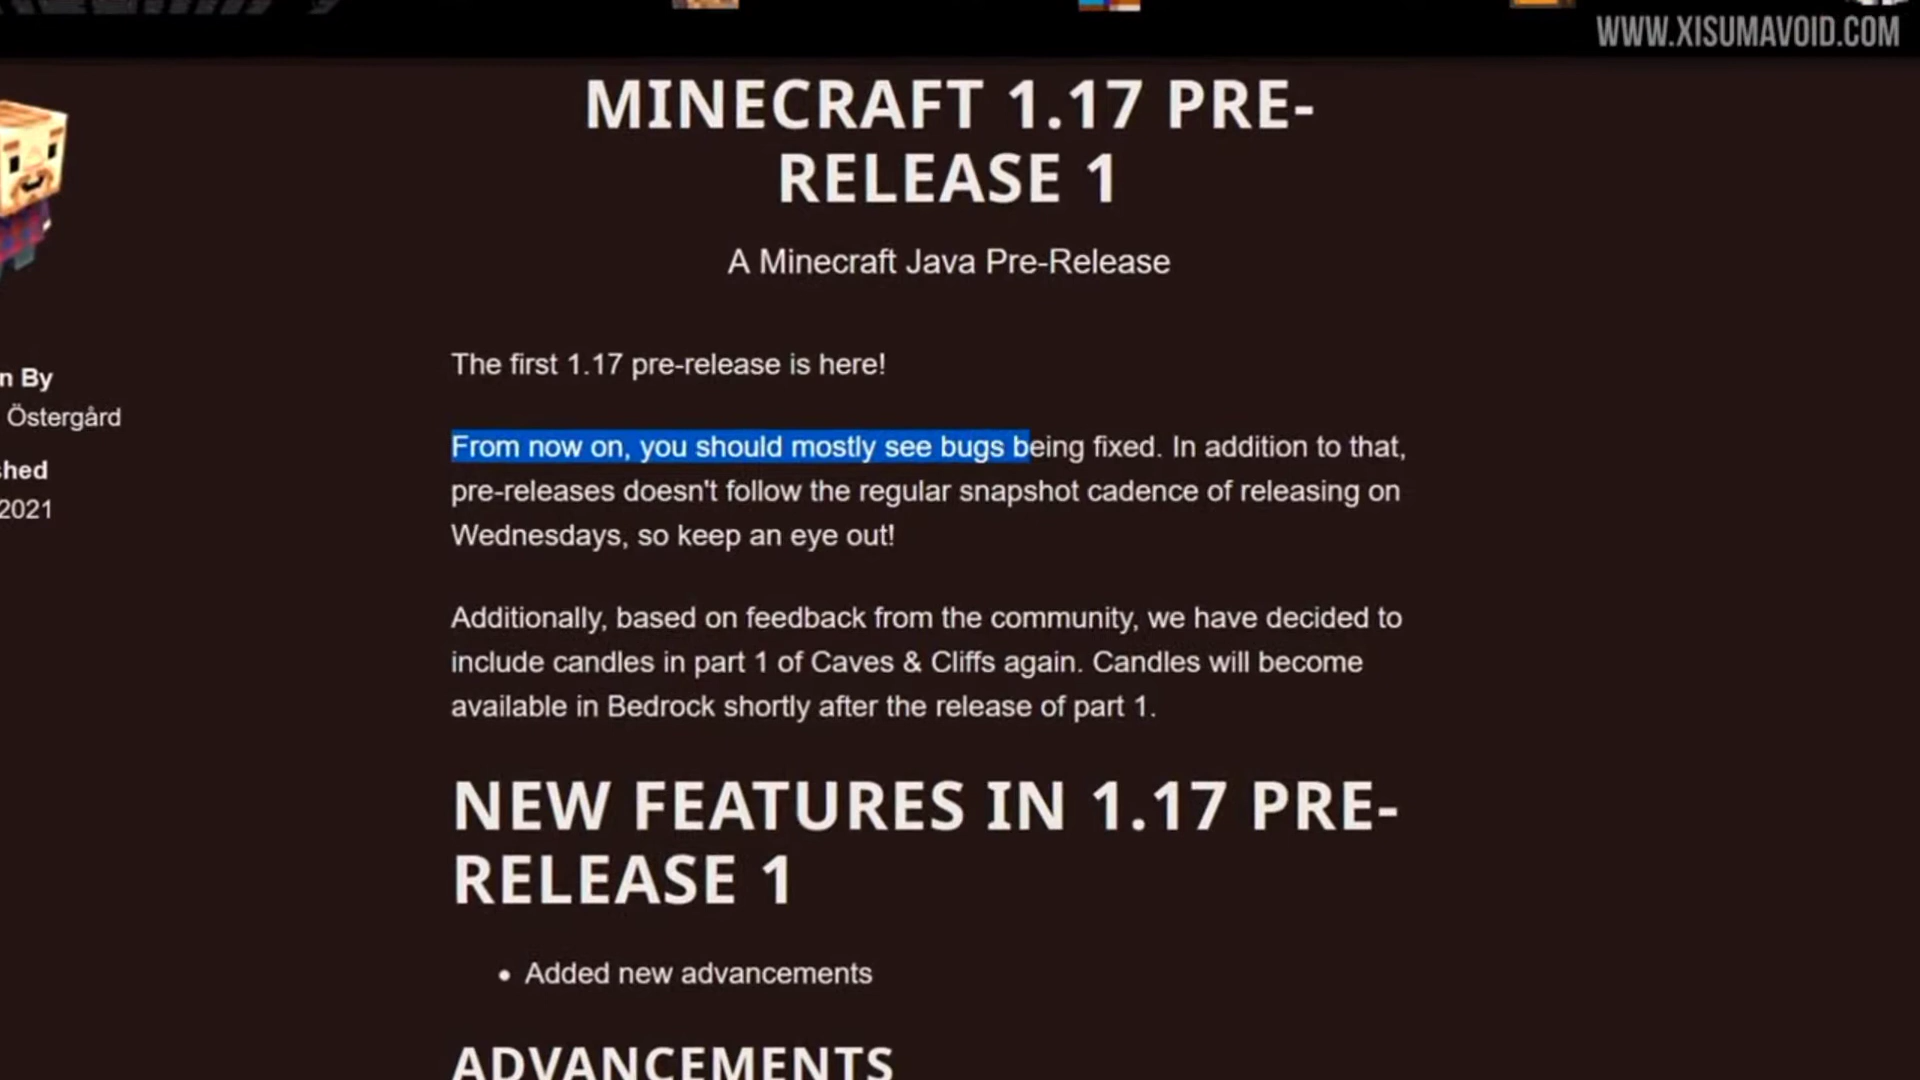 WWW.XISUMAVOID.COM
MINECRAFT 1.17 PRE-
RELEASE 1
A Minecraft Java Pre-Release
The first 1.17 pre-release is here!
n By
Östergård
hed
2021
From now on, you should mostly see bugs being fixed. In addition to that,
pre-releases doesn't follow the regular snapshot cadence of releasing on
Wednesdays, so keep an eye out!
Additionally, based on feedback from the community, we have decided to
include candles in part 1 of Caves & Cliffs again. Candles will become
available in Bedrock shortly after the release of part 1.
NEW FEATURES IN 1.17 PRE-
RELEASE 1
• Added new advancements
ADVANCEMENTS